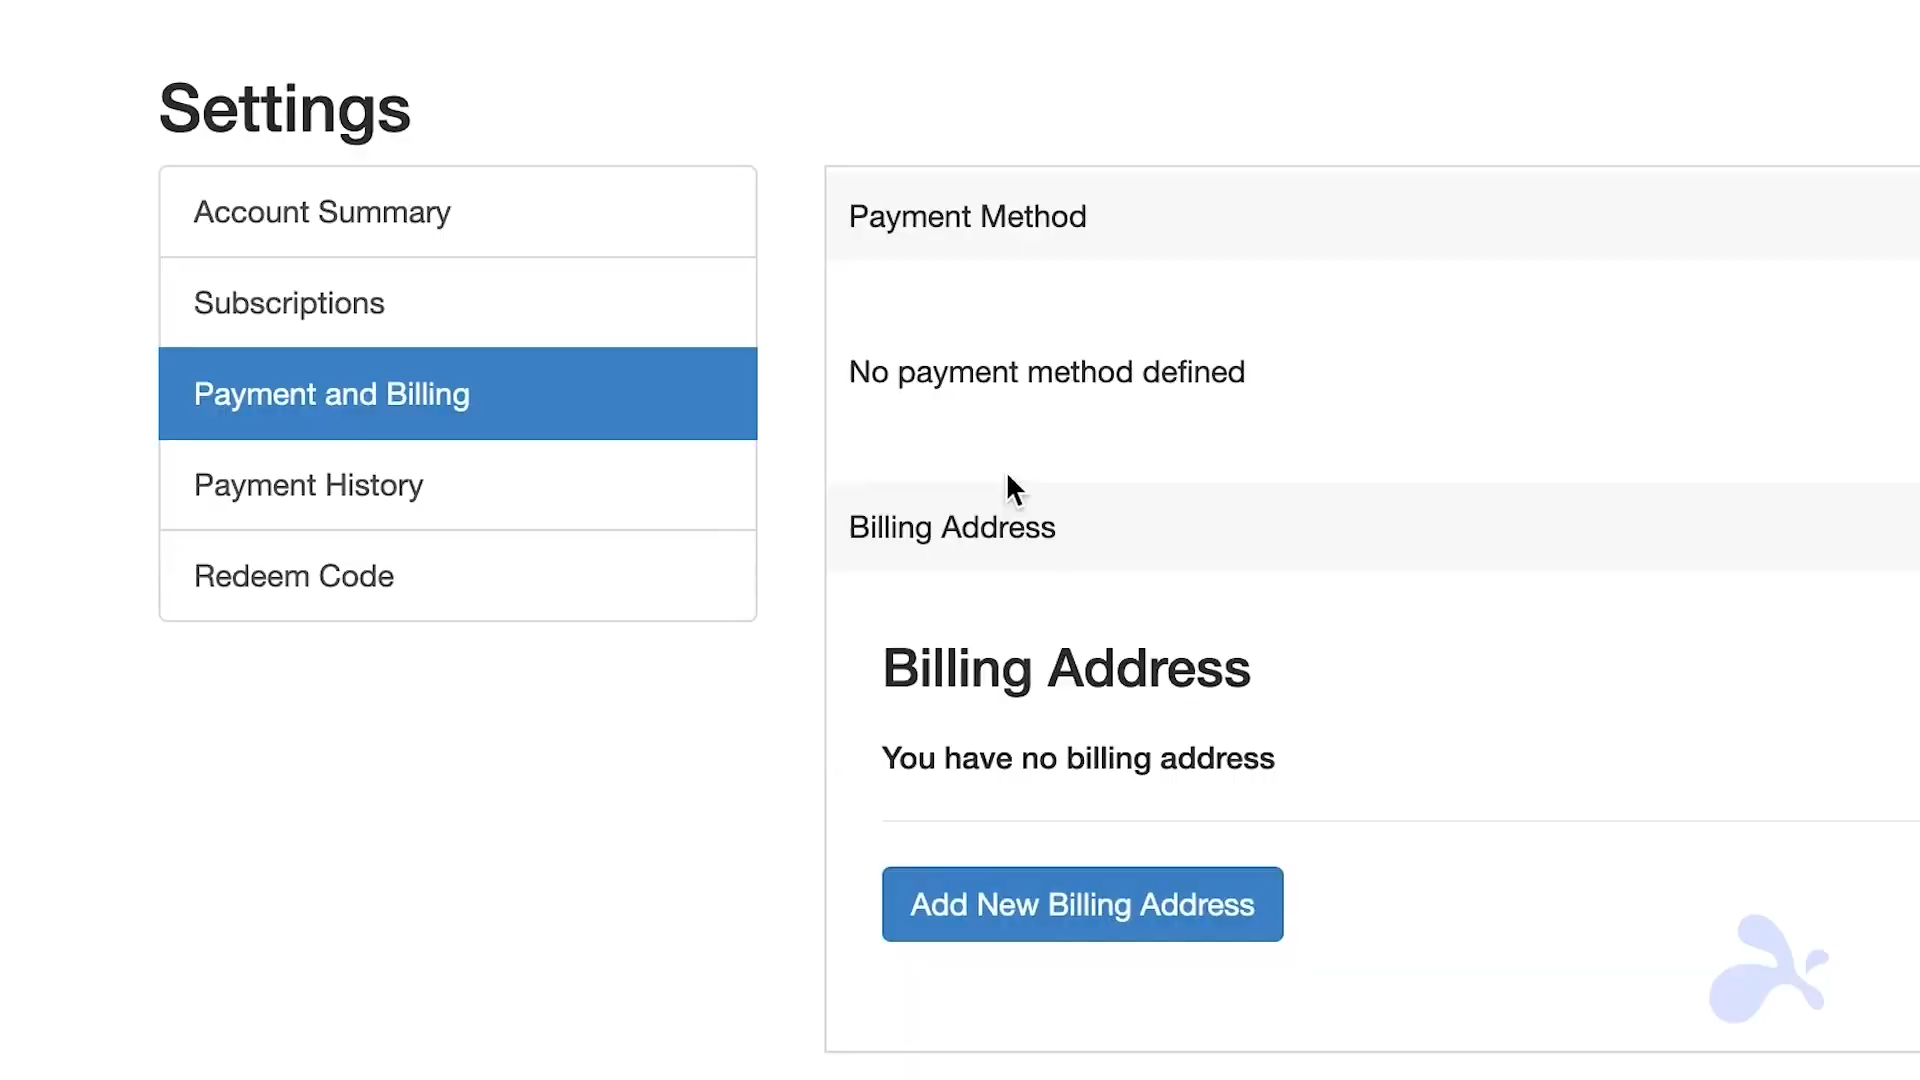 Settings
Account Summary
Subscriptions
Payment and Billing
Payment History
Redeem Code
Payment Method
No payment method defined
Billing Address
Billing Address
You have no billing address
Add New Billing Address